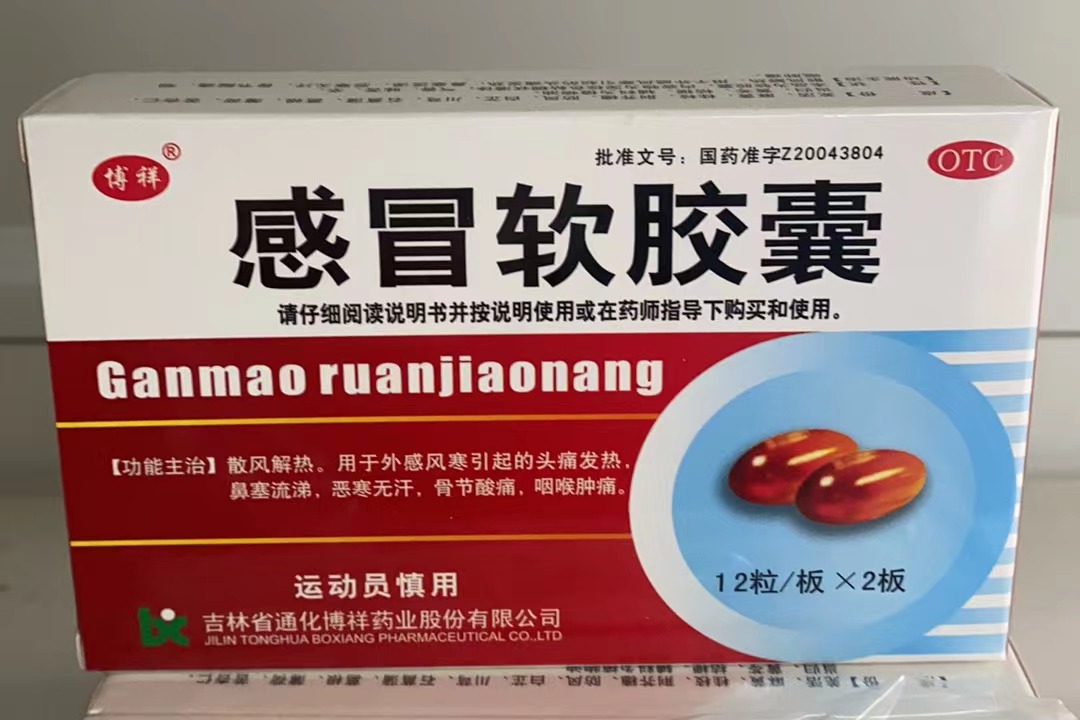 博祥®
批准文号：国药准字Z20043804
OTC
感冒软胶囊
请仔细阅读说明书并按说明使用或在药师指导下购买和使用。
Ganmao ruanjiaonang
【功能主治】散风解热。用于外感风寒引起的头痛发热，
鼻塞流涕，恶寒无汗，骨节酸痛，咽喉肿痛。
12粒/板×2板
运动员慎用
吉林省通化博祥药业股份有限公司
JILIN TONGHUA BOXIANG PHARMACEUTICAL CO.,LTD